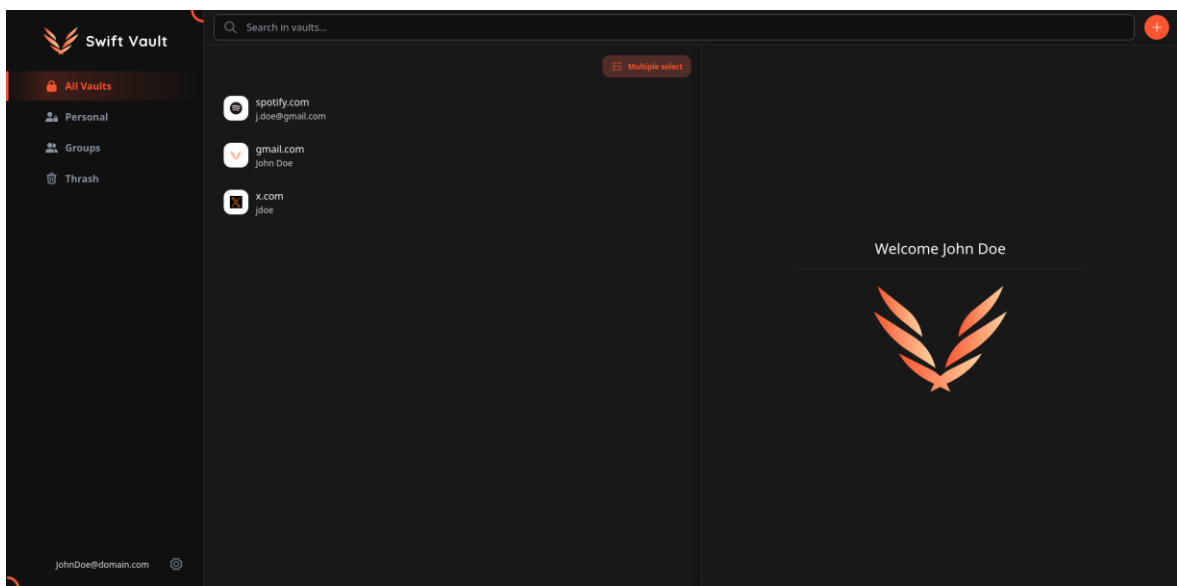 Swift Vault
All Vaults
Personal
Groups
Thrash
JohnDoe@domain.com
Search in vaults...
Multiple select
spotify.com
j.doe@gmail.com
gmail.com
John Doe
x.com
jdoe
Welcome John Doe